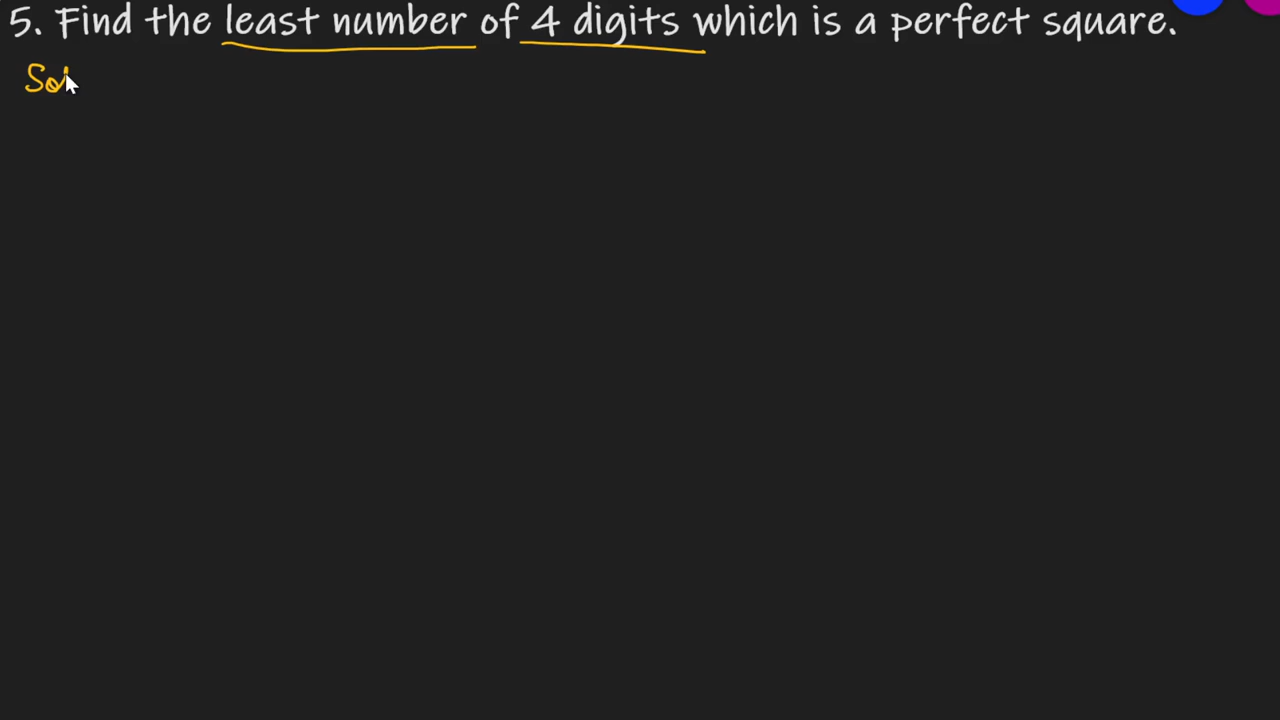 5. Find the least number of 4 digits which is a perfect square.
Sol